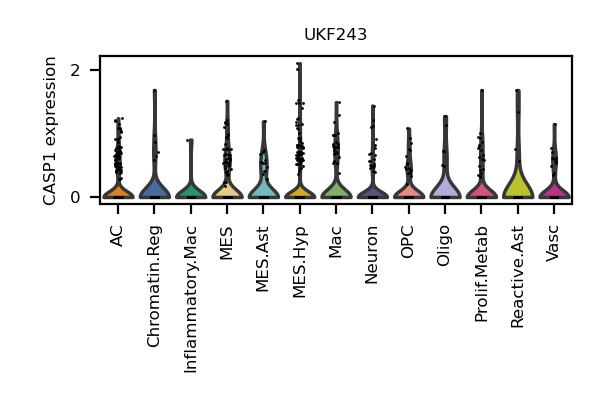 UKF243
CASP1 expression
2
0
AC
Chromatin.Reg
Inflammatory.Mac
MES
MES.Ast
MES.Hyp
Mac
Neuron
OPC
Oligo
Prolif.Metab
Reactive.Ast
Vasc